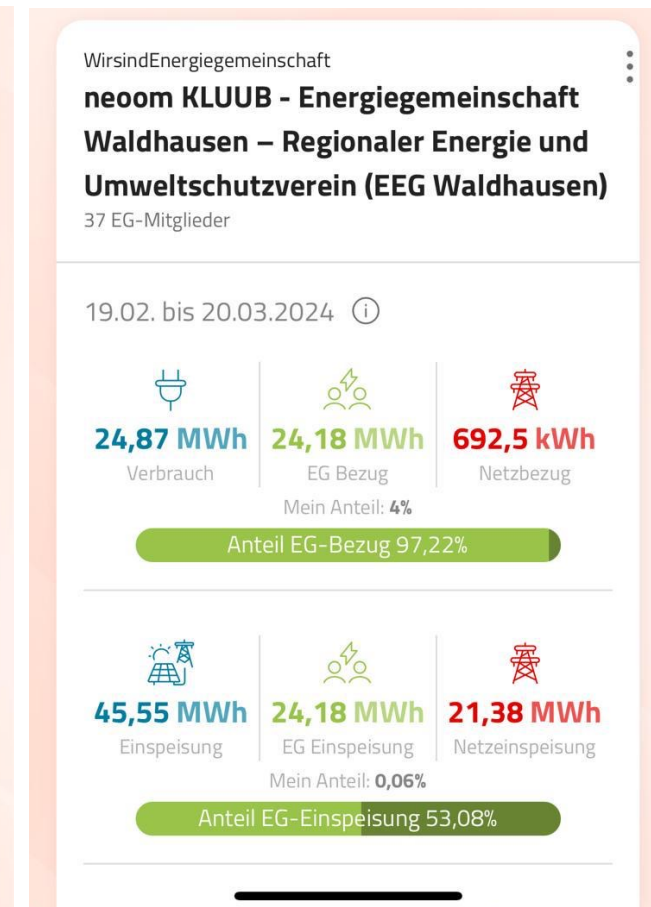 WirsindEnergiegemeinschaft
neoom KLUUB - Energiegemeinschaft
Waldhausen – Regionaler Energie und
Umweltschutzverein (EEG Waldhausen)
37 EG-Mitglieder
19.02. bis 20.03.2024
24,87 MWh 24,18 MWh 692,5 kWh
Verbrauch EG Bezug Netzbezug
Mein Anteil: 4%
Anteil EG-Bezug 97,22%
45,55 MWh 24,18 MWh 21,38 MWh
Einspeisung EG Einspeisung Netzeinspeisung
Mein Anteil: 0,06%
Anteil EG-Einspeisung 53,08%